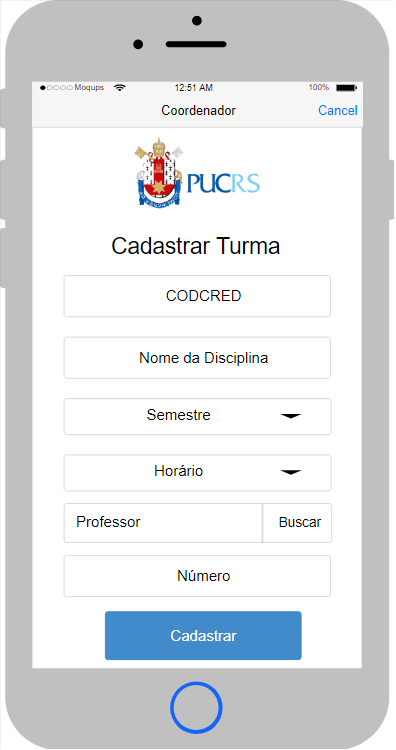 Moqups 12:51 AM 100%
Coordenador Cancel
PUCRS
Cadastrar Turma
CODCRED
Nome da Disciplina
Semestre
Horário
Professor Buscar
Número
Cadastrar